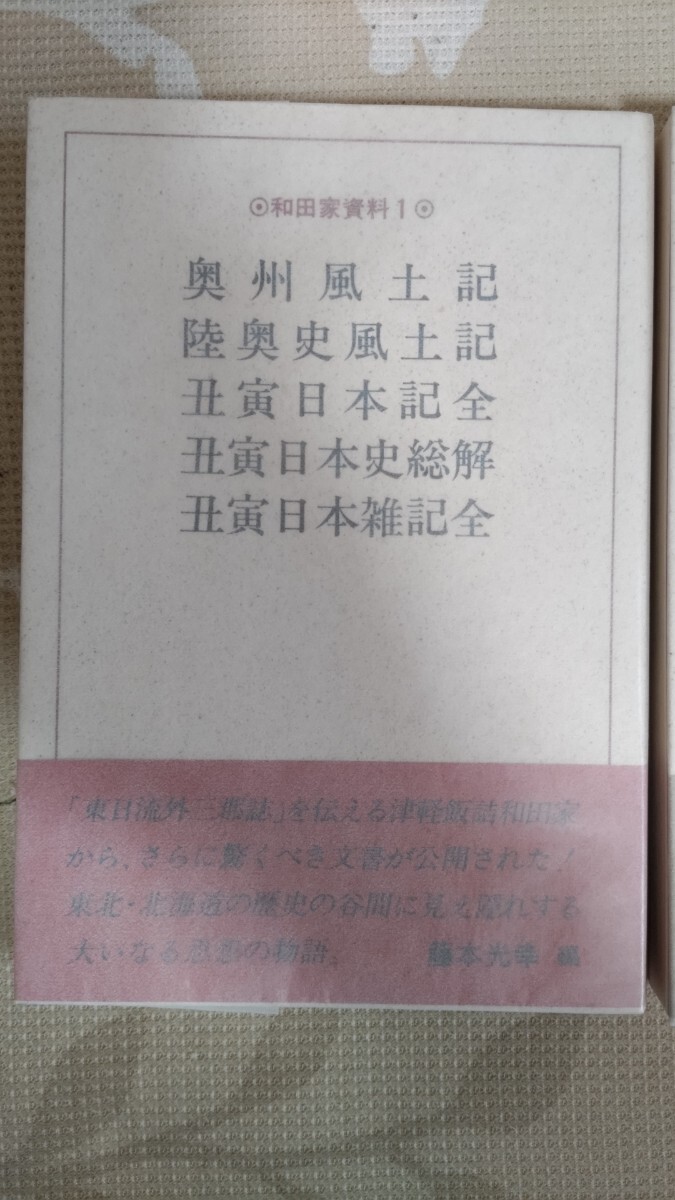 ⦿和田家資料1⦿
奥州風土記
陸奥史風土記
丑寅日本記全
丑寅日本史総解
丑寅日本雑記全
「東日流外三郡誌」を伝える津軽飯詰和田家
から、さらに驚くべき文書が公開された!
東北・北海道の歴史の谷間に見え隠れする
大いなる思想の物語。 藤本光幸 編